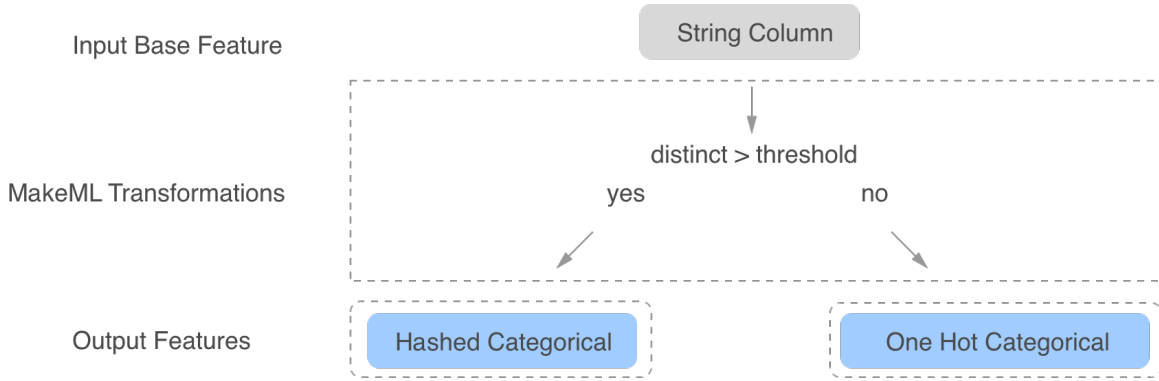 Input Base Feature
String Column
distinct > threshold
MakeML Transformations
yes
no
Output Features
Hashed Categorical
One Hot Categorical